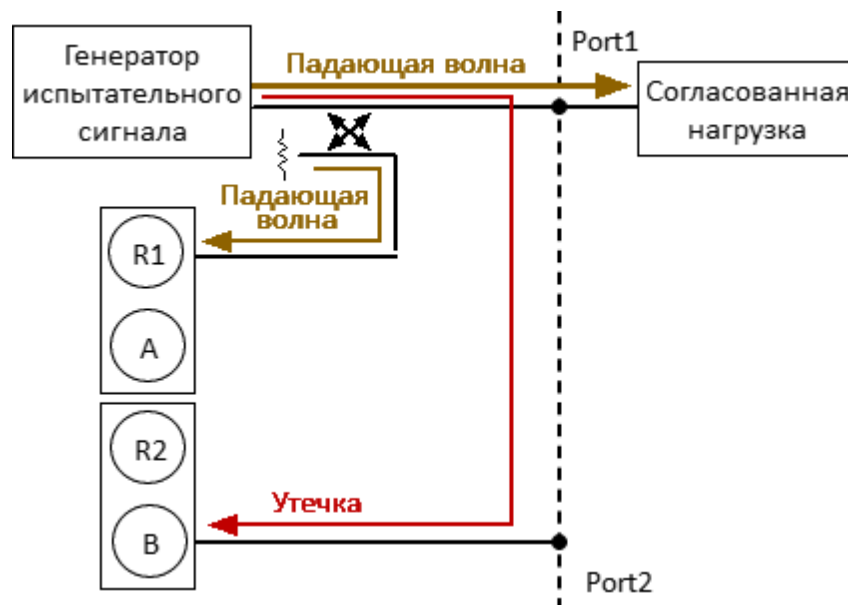 Генератор
испытательного
сигнала
Падающая волна
Port1
Согласованная
нагрузка
Падающая
волна
R1
A
R2
Утечка
B
Port2